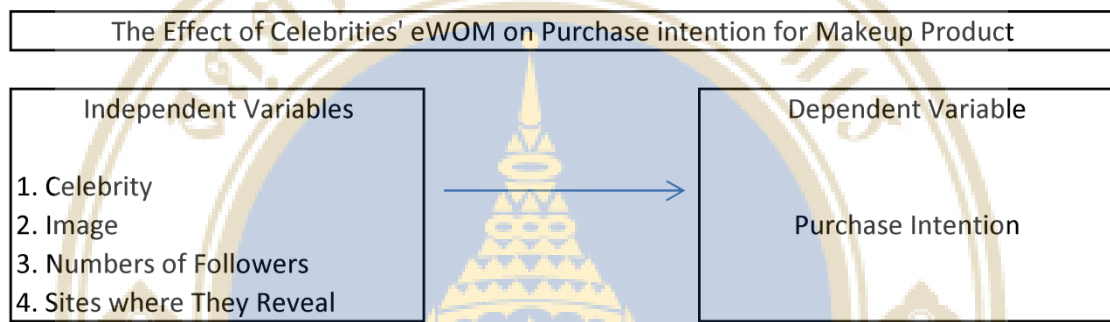 The Effect of Celebrities' eWOM on Purchase intention for Makeup Product
Independent Variables
1. Celebrity
2. Image
3. Numbers of Followers
4. Sites where They Reveal
Dependent Variable
Purchase Intention